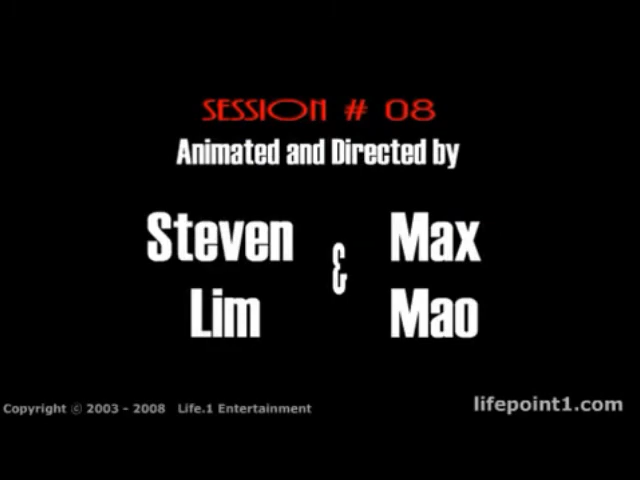 SESSION # 08
Animated and Directed by
Steven Lim & Max Mao
Copyright © 2003 - 2008 Life.1 Entertainment
lifepoint1.com